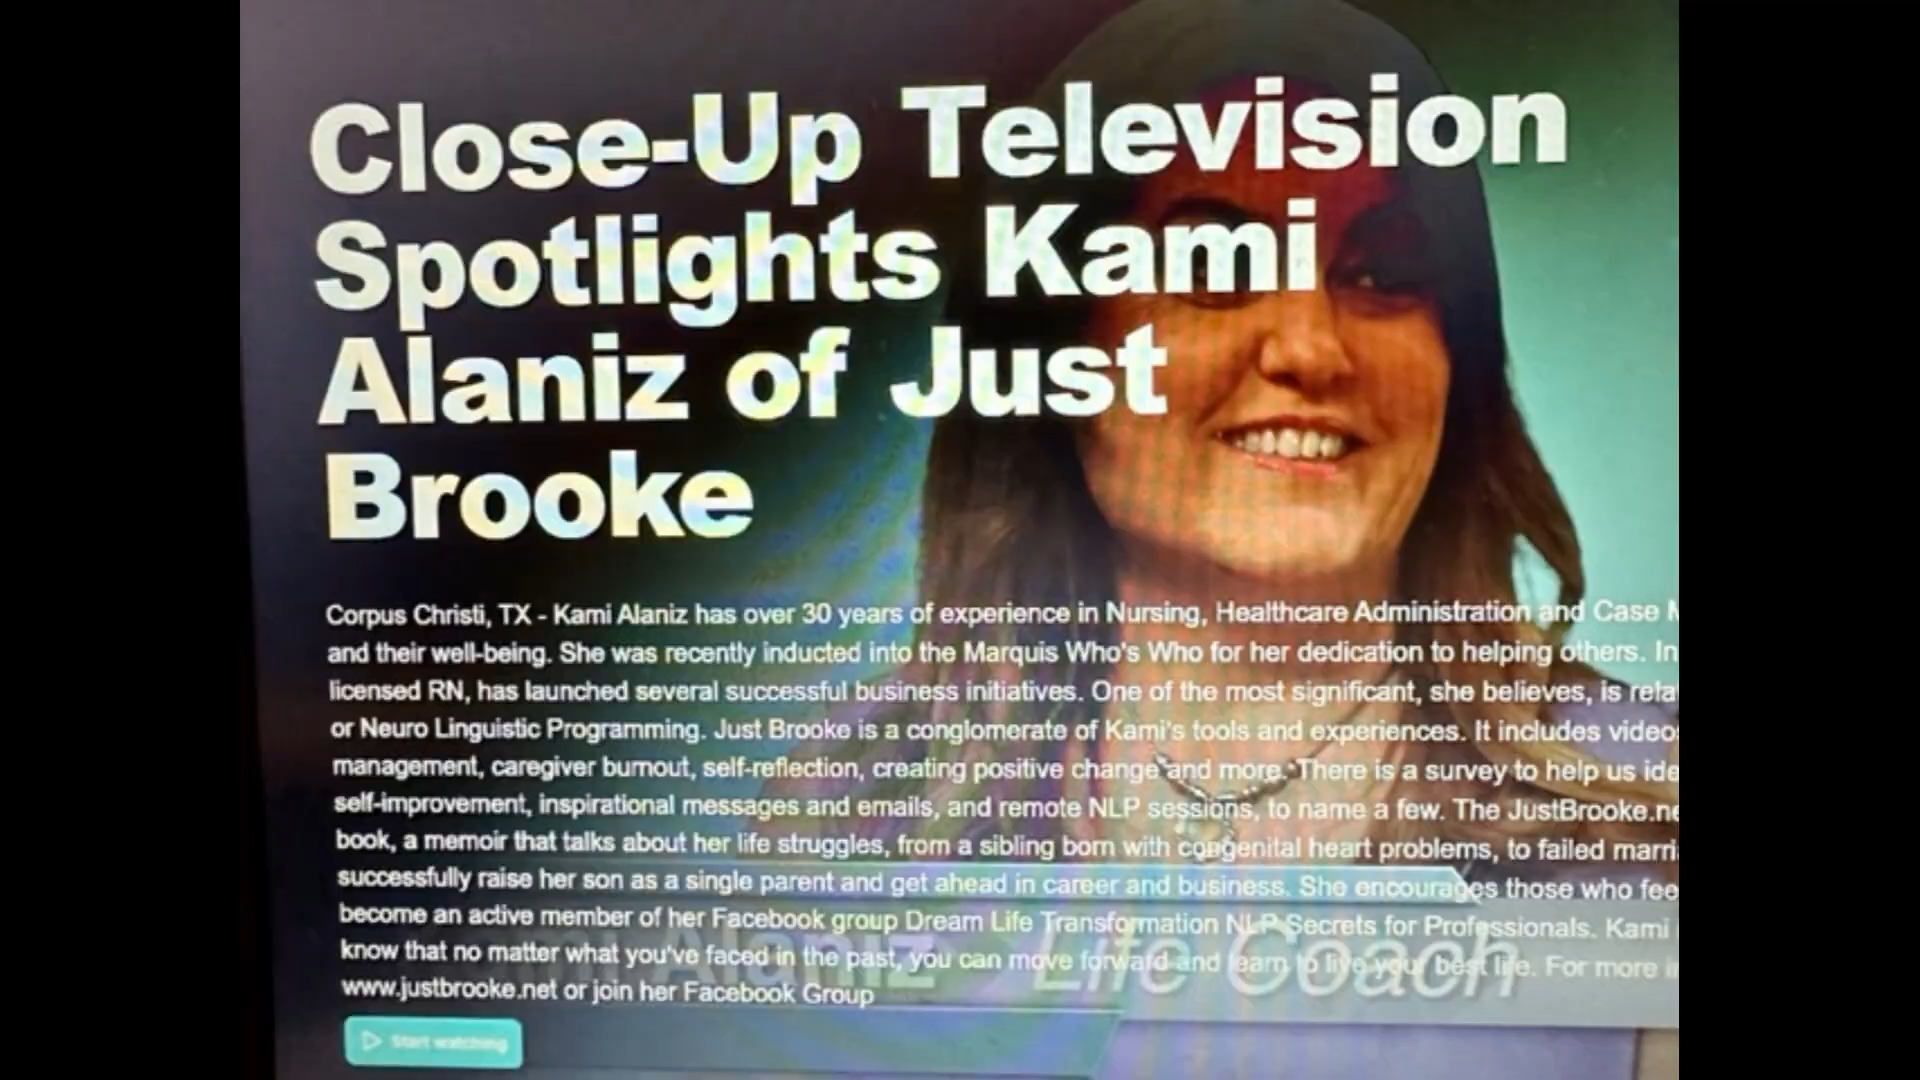 Close-Up Television
Spotlights Kami
Alaniz of Just
Brooke
Corpus Christi, TX - Kami Alaniz has over 30 years of experience in Nursing, Healthcare Administration and Case
and their well-being. She was recently inducted into the Marquis Who's Who for her dedication to helping others. In
licensed RN, has launched several successful business initiatives. One of the most significant, she believes, is rela
or Neuro Linguistic Programming. Just Brooke is a conglomerate of Kami's tools and experiences. It includes video
management, caregiver burnout, self-reflection, creating positive change and more. There is a survey to help us ide
self-improvement, inspirational messages and emails, and remote NLP sessions, to name a few. The JustBrooke.ne
book, a memoir that talks about her life struggles, from a sibling born with congenital heart problems, to failed marri
successfully raise her son as a single parent and get ahead in career and business. She encourages those who fee
become an active member of her Facebook group Dream Life Transformation NLP Secrets for Professionals. Kami
know that no matter what you've faced in the past, you can move forward and learn to live your best life. For more
Alaniz - Life Coach
www.justbrooke.net or join her Facebook Group
Start watching